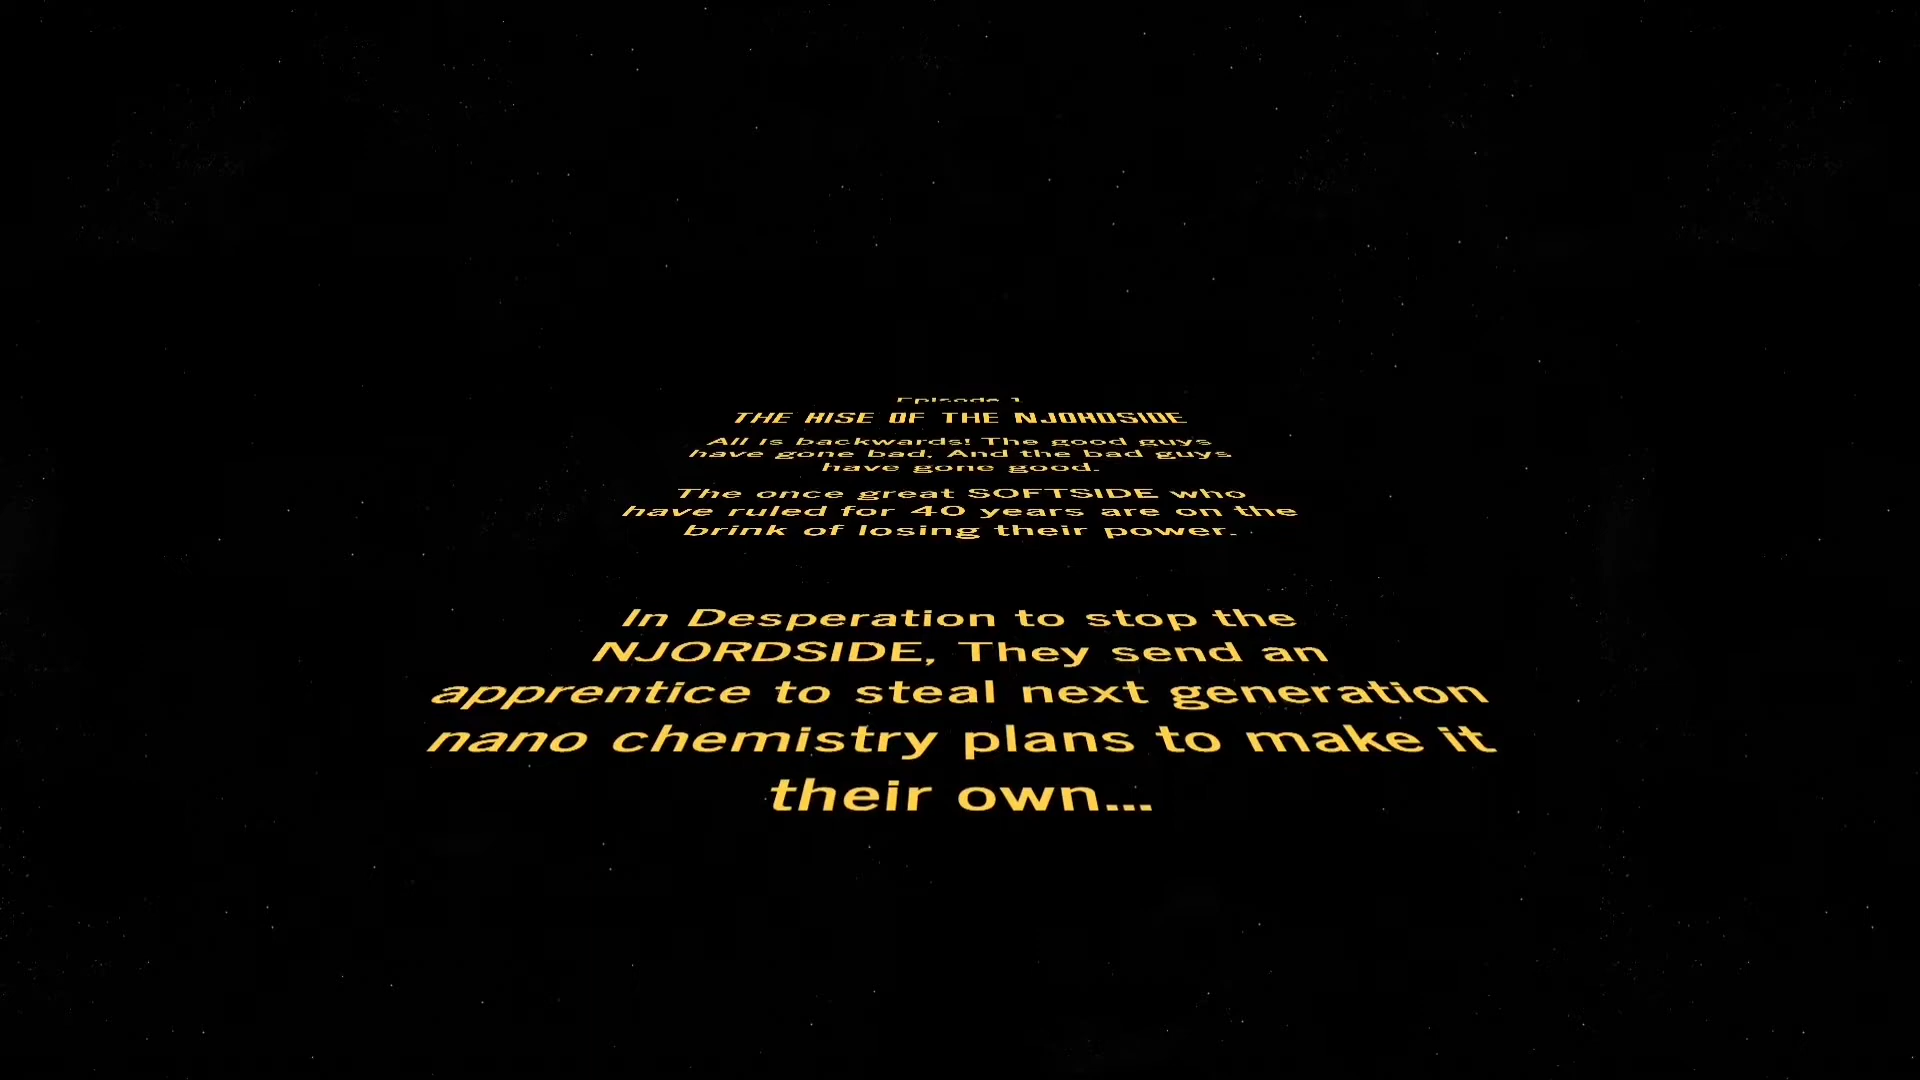 Episode 1
THE RISE OF THE NJORDSIDE
All is backwards! The good guys
have gone bad, And the bad guys
have gone good.
The once great SOFTSIDE who
have ruled for 40 years are on the
brink of losing their power.
In Desperation to stop the
NJORDSIDE, They send an
apprentice to steal next generation
nano chemistry plans to make it
their own...